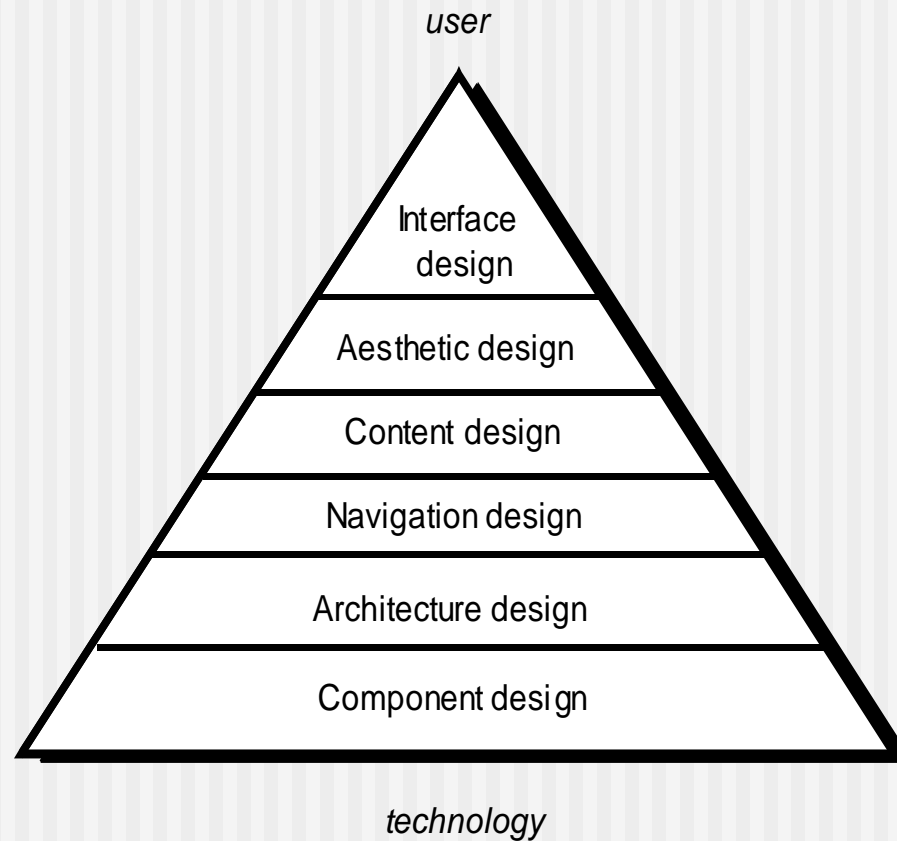 user
Interface
design
Aesthetic design
Content design
Navigation design
Architecture design
Component design
technology